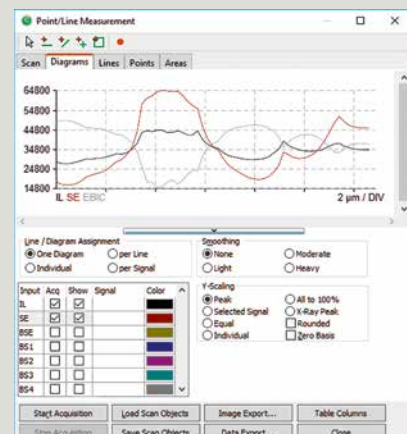 Point/Line Measurement
Scan Diagrams Lines Points Areas
64800
54800
44800
34800
24800
14800
IL SE EBIC
2 µm / DIV
Line / Diagram Assignment
One Diagram per Line
Individual per Signal
Smoothing
None Moderate
Light Heavy
Y-Scaling
Peak All to 100%
Selected Signal X-Ray Peak
Equal Rounded
Individual Zero Basis
Input Acq Show Signal Color
IL
SE
BSE
BS1
BS2
BS3
BS4
Start Acquisition Load Scan Objects Image Export... Table Columns
Stop Acquisition Save Scan Objects Data Export... Close